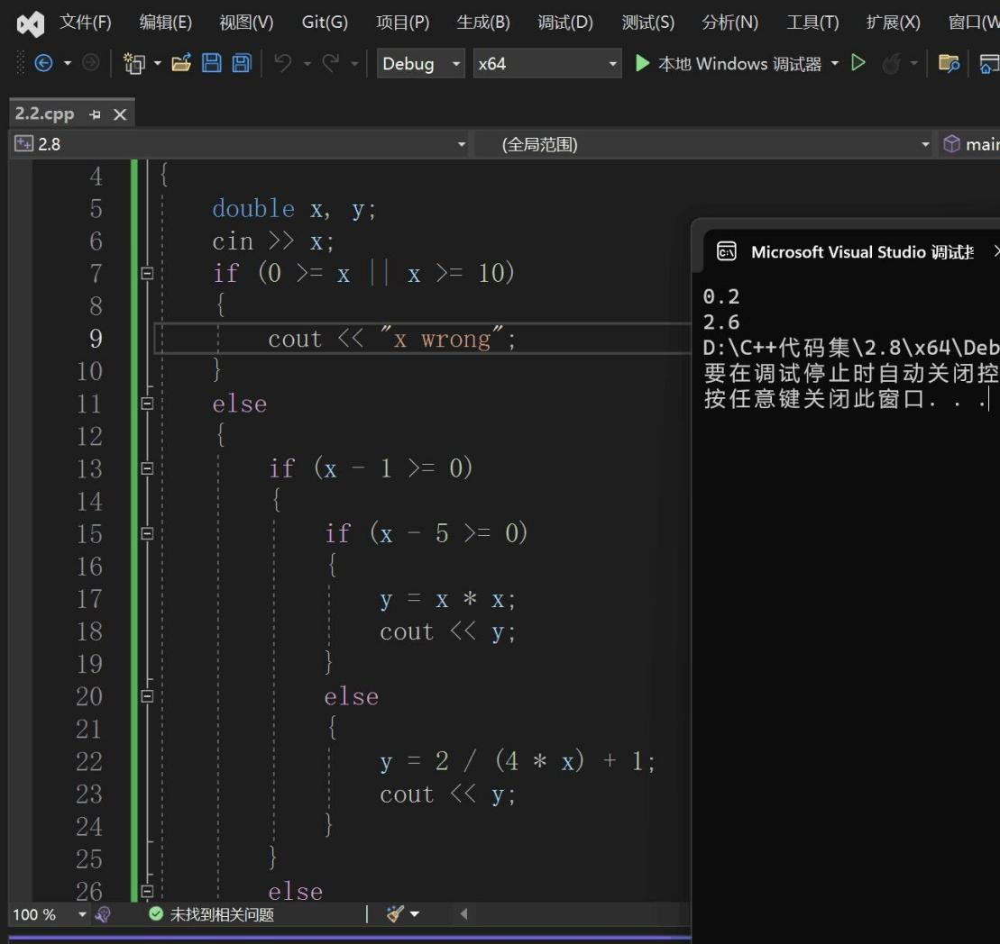 文件(F) 编辑(E) 视图(V) Git(G) 项目(P) 生成(B) 调试(D) 测试(S) 分析(N) 工具(T) 扩展(X) 窗口(W
Debug x64 本地 Windows 调试器
2.2.cpp
2.8 (全局范围) main
4 {
5 double x, y;
6 cin >> x;
7 if (0 >= x || x >= 10)
8 {
9 cout << "x wrong";
10 }
11 else
12 {
13 if (x - 1 >= 0)
14 {
15 if (x - 5 >= 0)
16 {
17 y = x * x;
18 cout << y;
19 }
20 else
21 {
22 y = 2 / (4 * x) + 1;
23 cout << y;
24 }
25 }
26 else
100 % 未找到相关问题
Microsoft Visual Studio 调试控
0.2
2.6
D:\C++代码集\2.8\x64\Deb
要在调试停止时自动关闭控
按任意键关闭此窗口. . .